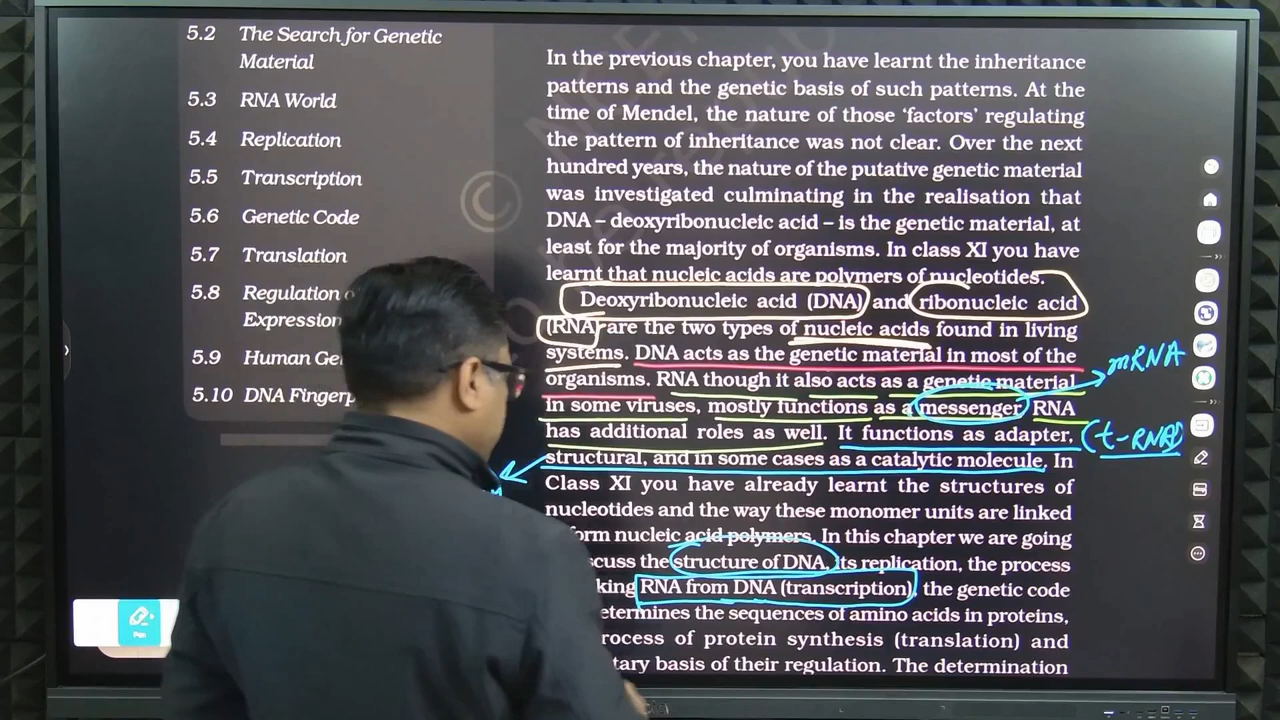 5.2 The Search for Genetic
Material
5.3 RNA World
5.4 Replication
5.5 Transcription
5.6 Genetic Code
5.7 Translation
5.8 Regulation
Expression
5.9 Human
5.10 DNA
In the previous chapter, you have learnt the inheritance
patterns and the genetic basis of such patterns. At the
time of Mendel, the nature of those ‘factors’ regulating
the pattern of inheritance was not clear. Over the next
hundred years, the nature of the putative genetic material
was investigated culminating in the realisation that
DNA – deoxyribonucleic acid – is the genetic material, at
least for the majority of organisms. In class XI you have
learnt that nucleic acids are polymers of nucleotides.
Deoxyribonucleic acid (DNA) and ribonucleic acid
(RNA) are the two types of nucleic acids found in living
systems. DNA acts as the genetic material in most of the
organisms. RNA though it also acts as a genetic material
mRNA
in some viruses, mostly functions as a messenger RNA
has additional roles as well. It functions as adapter,
(t-RNA)
structural, and in some cases as a catalytic molecule. In
Class XI you have already learnt the structures of
nucleotides and the way these monomer units are linked
form nucleic acid polymers. In this chapter we are going
the structure of DNA, its replication, the process
RNA from DNA (transcription), the genetic code
the sequences of amino acids in proteins,
of protein synthesis (translation) and
basis of their regulation. The determination
Pen